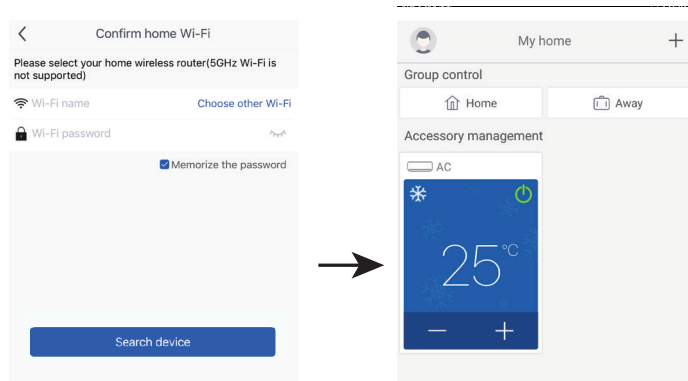 Confirm home Wi-Fi
Please select your home wireless router(5GHz Wi-Fi is
not supported)
Wi-Fi name Choose other Wi-Fi
Wi-Fi password
Memorize the password
Search device
My home
Group control
Home Away
Accessory management
AC
25°C